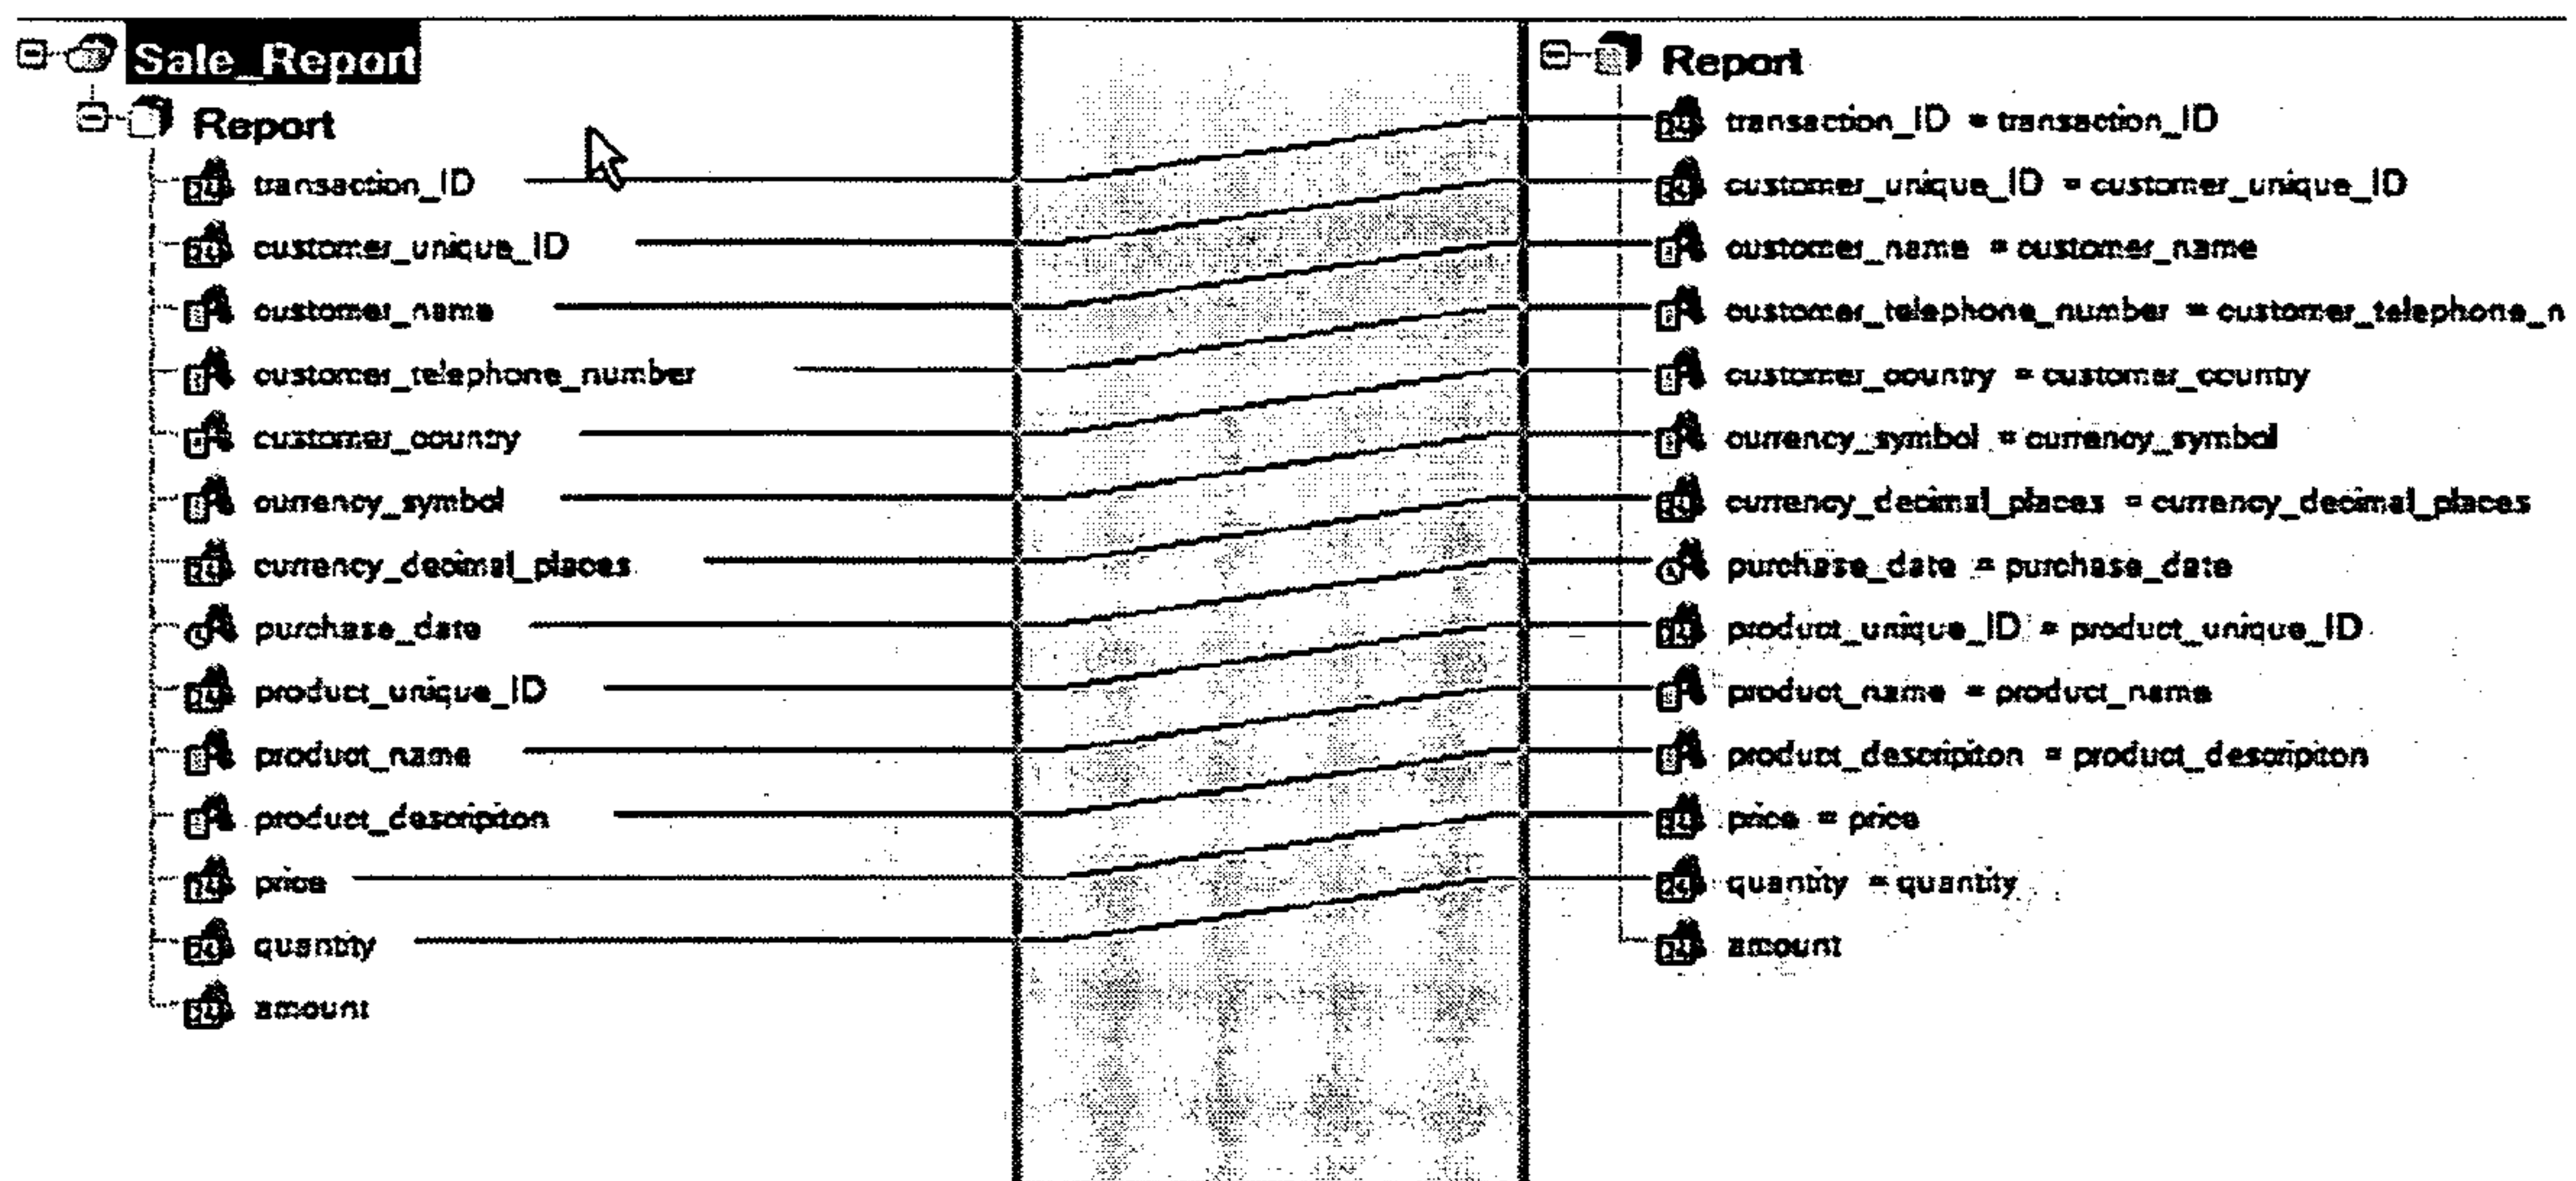 Sale_Report
Report
transaction_ID
customer_unique_ID
customer_name
customer_telephone_number
customer_country
currency_symbol
currency_decimal_places
purchase_date
product_unique_ID
product_name
product_descripiton
price
quantity
amount
Report
transaction_ID = transaction_ID
customer_unique_ID = customer_unique_ID
customer_name = customer_name
customer_telephone_number = customer_telephone_n
customer_country = customer_country
currency_symbol = currency_symbol
currency_decimal_places = currency_decimal_places
purchase_date = purchase_date
product_unique_ID = product_unique_ID
product_name = product_name
product_descripiton = product_descripiton
price = price
quantity = quantity
amount